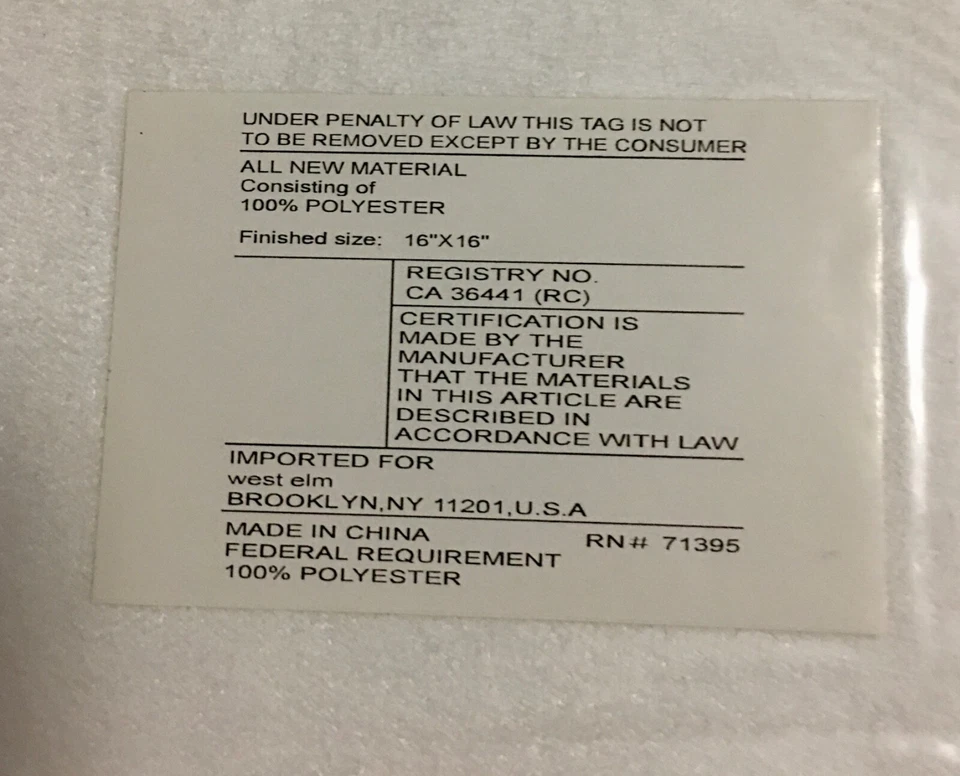 UNDER PENALTY OF LAW THIS TAG IS NOT
TO BE REMOVED EXCEPT BY THE CONSUMER
ALL NEW MATERIAL
Consisting of
100% POLYESTER
Finished size: 16"X16"
REGISTRY NO.
CA 36441 (RC)
CERTIFICATION IS
MADE BY THE
MANUFACTURER
THAT THE MATERIALS
IN THIS ARTICLE ARE
DESCRIBED IN
ACCORDANCE WITH LAW
IMPORTED FOR
west elm
BROOKLYN,NY 11201,U.S.A
MADE IN CHINA
RN# 71395
FEDERAL REQUIREMENT
100% POLYESTER